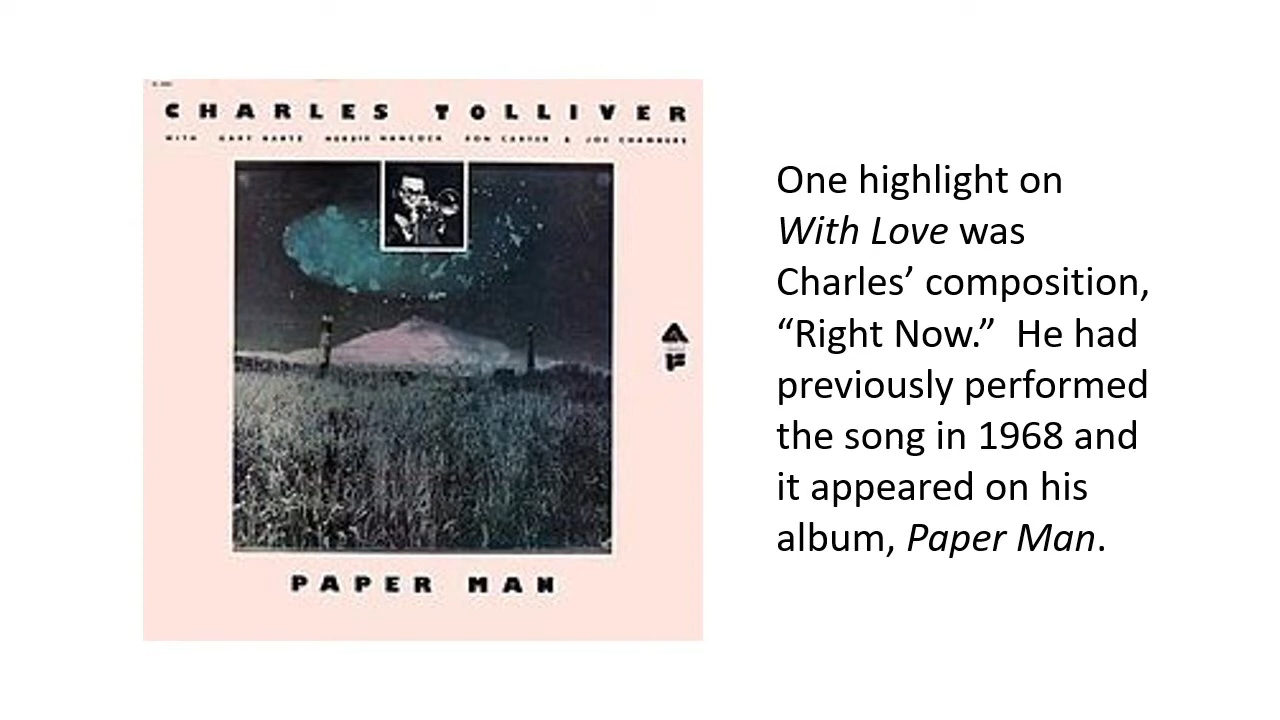 CHARLES TOLLIVER
WITH GARY BARTZ HERBIE HANCOCK RON CARTER & JOE CHAMBERS
AF
PAPER MAN
One highlight on
With Love was
Charles’ composition,
“Right Now.”  He had
previously performed
the song in 1968 and
it appeared on his
album, Paper Man.